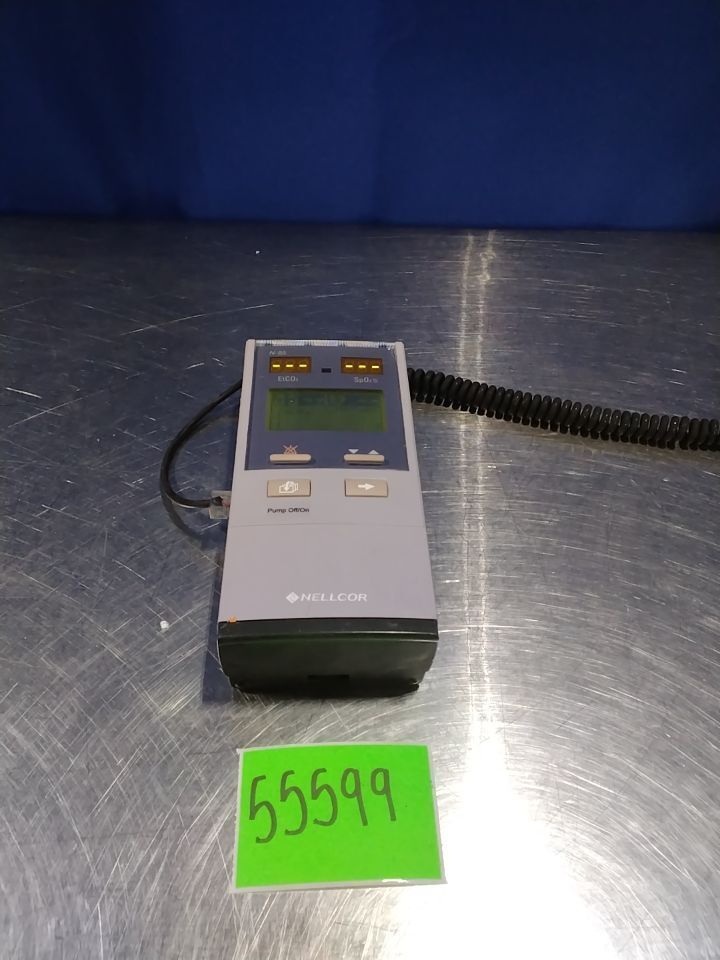 N-85
EtCO₂ SpO₂%
Pump Off/On
NELLCOR
55599